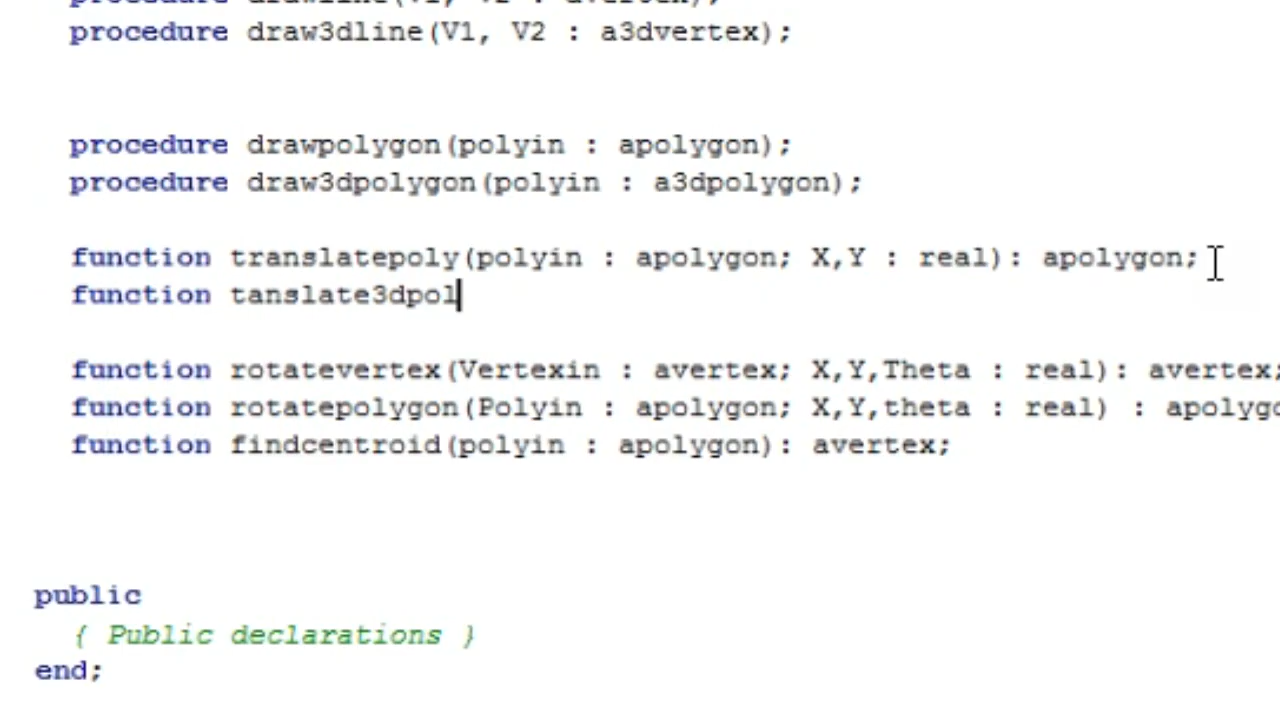 procedure draw3dline(V1, V2 : a3dvertex);
procedure drawpolygon(polyin : apolygon);
procedure draw3dpolygon(polyin : a3dpolygon);
function translatepoly(polyin : apolygon; X,Y : real): apolygon;
function tanslate3dpol
function rotatevertex(Vertexin : avertex; X,Y,Theta : real): avertex;
function rotatepolygon(Polyin : apolygon; X,Y,theta : real) : apolygo
function findcentroid(polyin : apolygon): avertex;
public
{ Public declarations }
end;